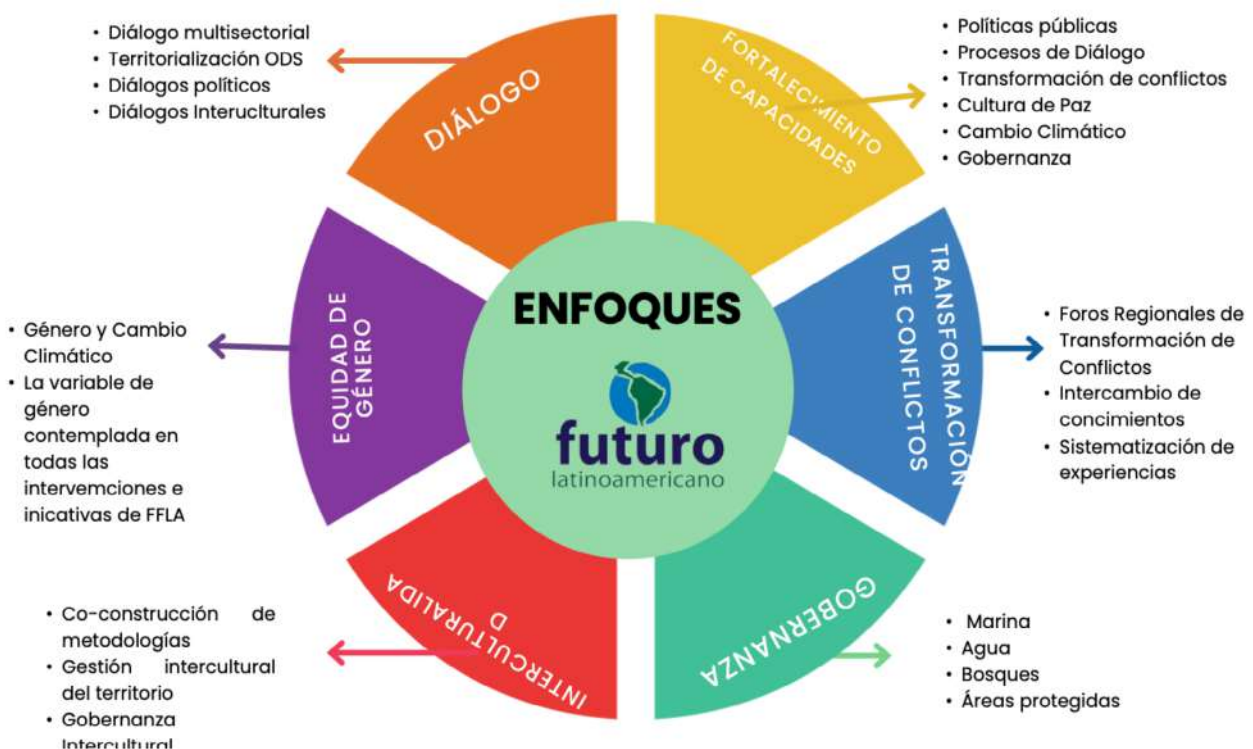 • Diálogo multisectorial
• Territorialización ODS
• Diálogos políticos
• Diálogos Interuclturales
DIÁLOGO
FORTALECIMIENTO
DE CAPACIDADES
• Políticas públicas
• Procesos de Diálogo
• Transformación de conflictos
• Cultura de Paz
• Cambio Climático
• Gobernanza
ENFOQUES
futuro
latinoamericano
TRANSFORMACIÓN
DE CONFLICTOS
• Foros Regionales de
Transformación de
Conflictos
• Intercambio de
concimientos
• Sistematización de
experiencias
EQUIDAD DE
GÉNERO
• Género y Cambio
Climático
• La variable de
género
contemplada en
todas las
intervemciones e
inicativas de FFLA
INTERCULTURALIDA
D
• Co-construcción de
metodologías
• Gestión intercultural
del territorio
• Gobernanza
Intercultural
GOBERNANZA
• Marina
• Agua
• Bosques
• Áreas protegidas